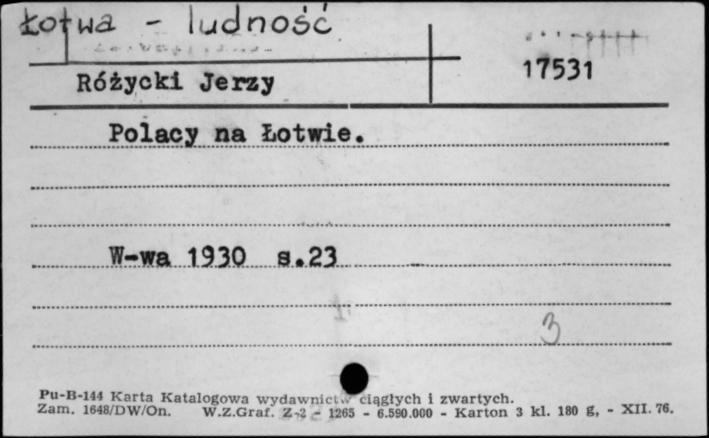 Łotwa - ludność
17531
Różycki Jerzy
Polacy na Łotwie.
W-wa 1930 s.23
3
Pu-B-144 Karta Katalogowa wydawnictw ciągłych i zwartych.
Zam. 1648/DW/On. W.Z.Graf. Z-2 - 1265 - 6.590.000 - Karton 3 kl. 180 g, - XII. 76.